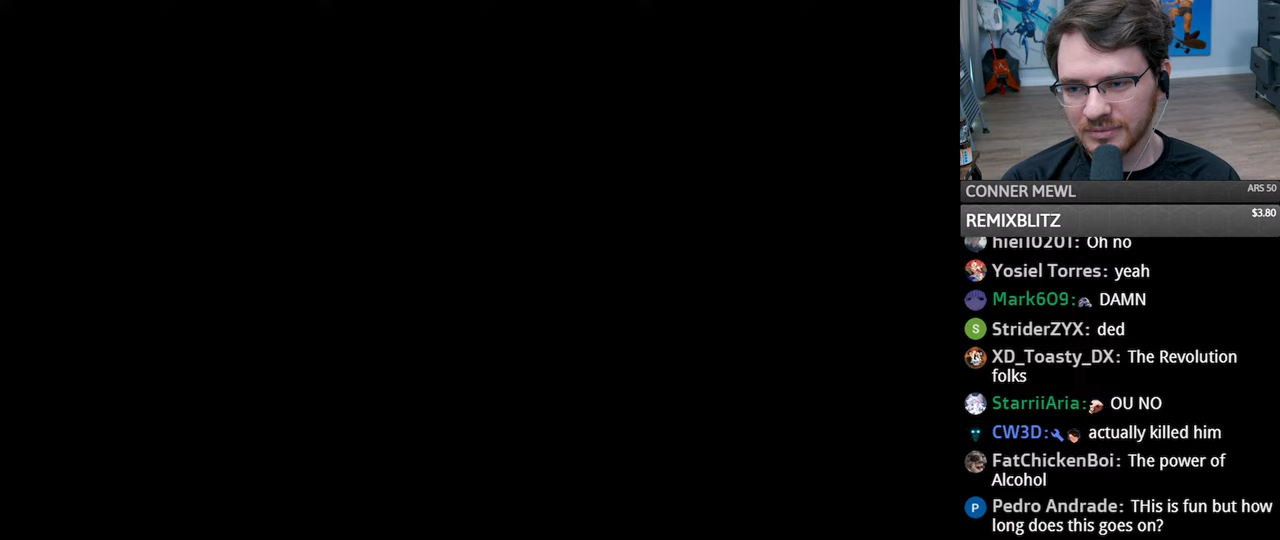 CONNER MEWL
ARS 50
REMIXBLITZ
$3.80
hiei10201: Oh no
Yosiel Torres: yeah
Mark609: DAMN
S StriderZYX: ded
XD_Toasty_DX: The Revolution
folks
StarriiAria: OU NO
CW3D: actually killed him
FatChickenBoi: The power of
Alcohol
P Pedro Andrade: THis is fun but how
long does this goes on?